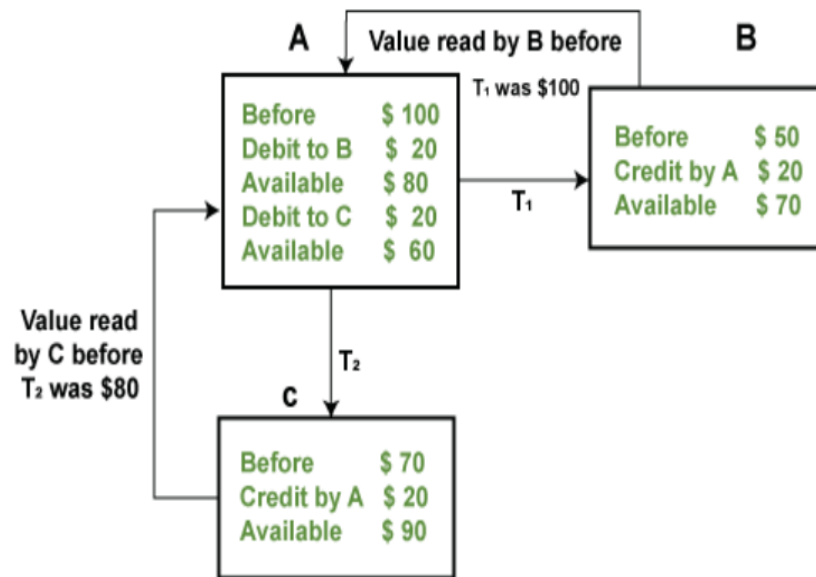 A
Value read by B before
B
T₁ was $100
Before $ 100
Debit to B $ 20
Available $ 80
Debit to C $ 20
Available $ 60
T₁
Before $ 50
Credit by A $ 20
Available $ 70
Value read
by C before
T₂ was $80
T₂
C
Before $ 70
Credit by A $ 20
Available $ 90